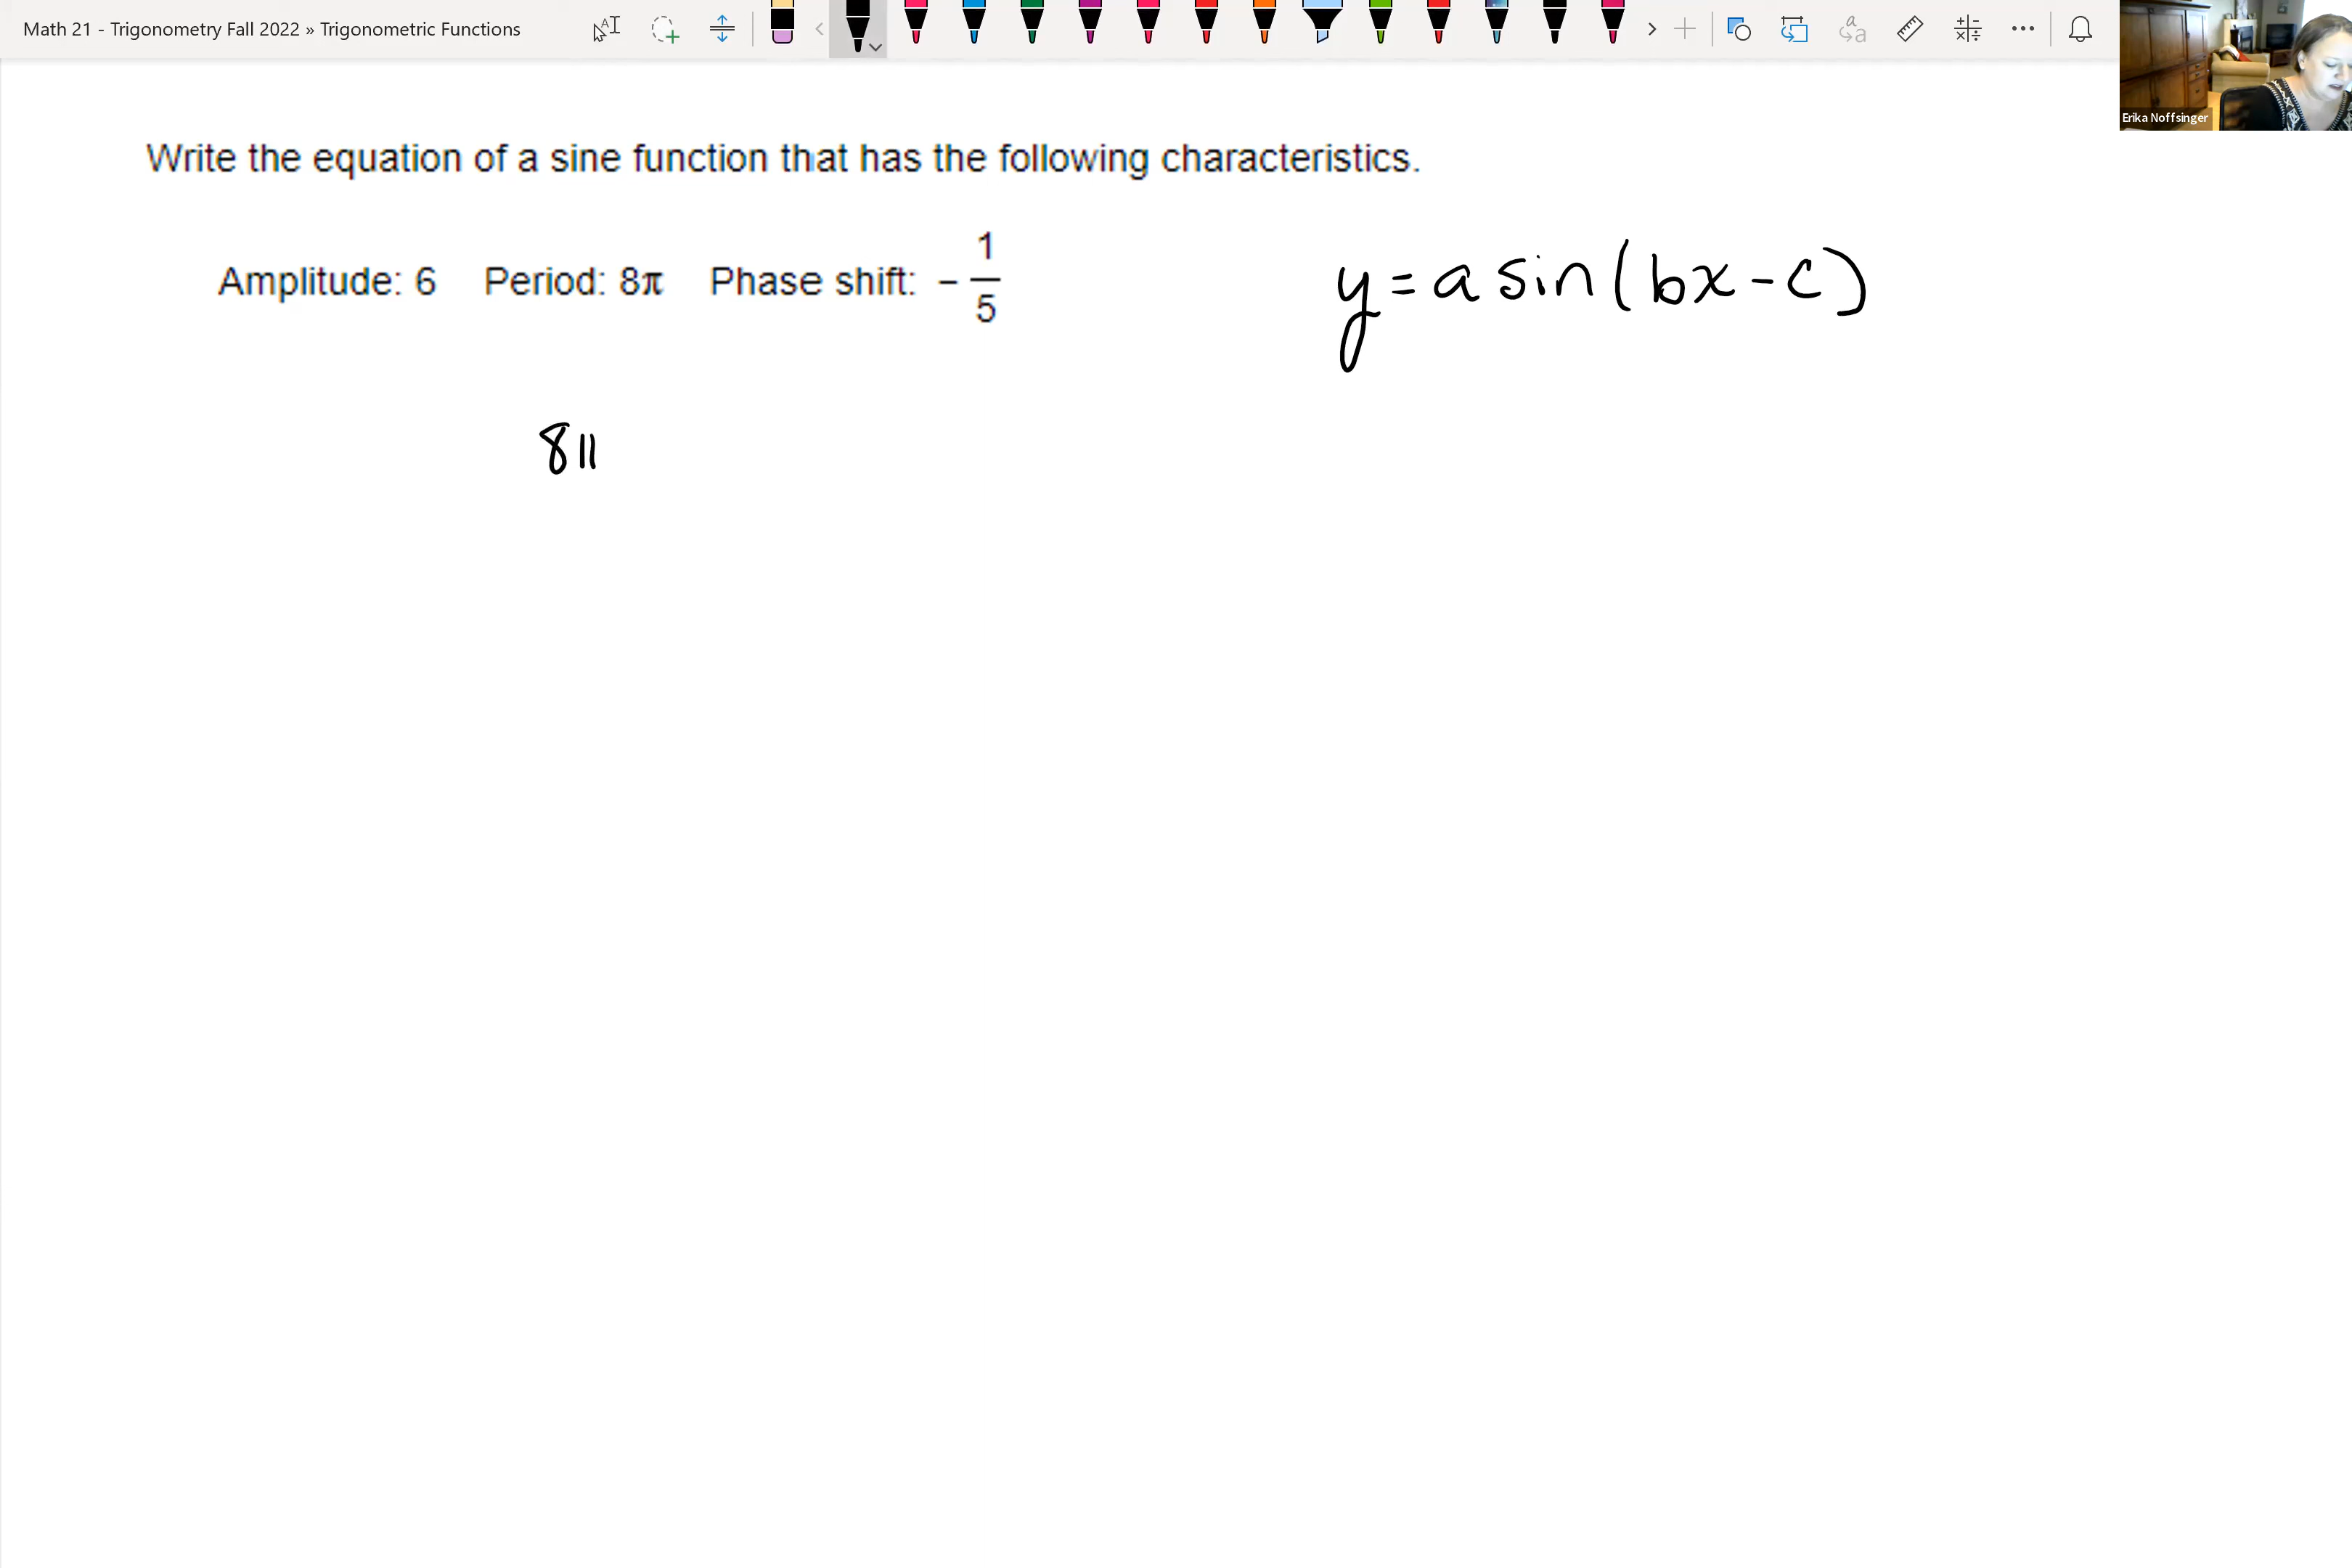 Math 21 - Trigonometry Fall 2022 » Trigonometric Functions
Erika Noffsinger
Write the equation of a sine function that has the following characteristics.
Amplitude: 6 Period: 8π Phase shift: - 1/5
y = a sin(bx - c)
8π